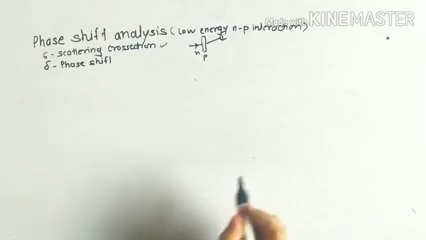 Made with KINEMASTER
Phase shift analysis (Low energy n-p interaction)
σ - scattering crossection ✓
δ - Phase shift
n
p